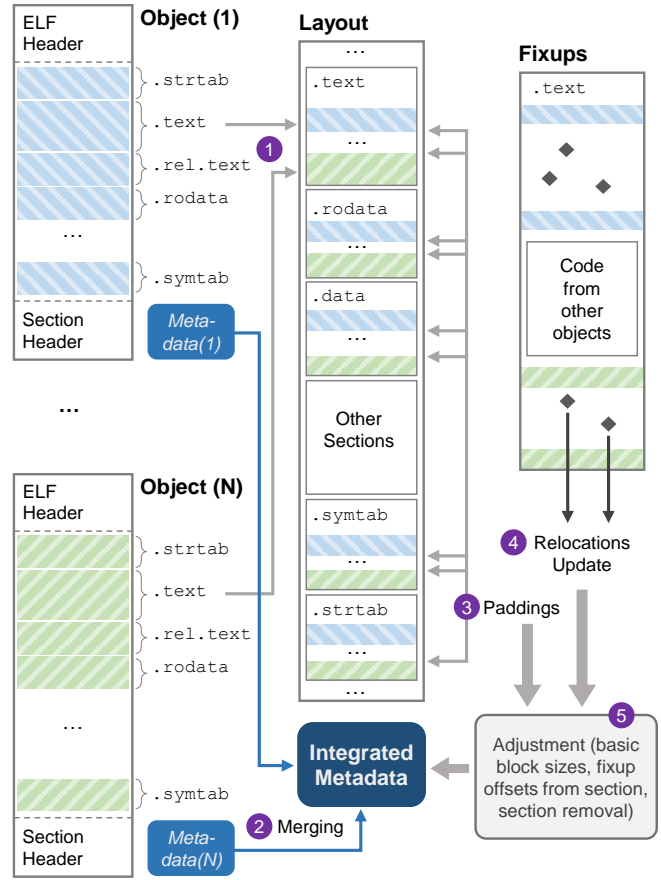 Object (1)
ELF
Header
.strtab
.text
.rel.text
.rodata
...
.symtab
Section
Header
Meta-
data(1)
...
Object (N)
ELF
Header
.strtab
.text
.rel.text
.rodata
...
.symtab
Section
Header
Meta-
data(N)
1
Layout
...
.text
...
.rodata
...
.data
...
Other
Sections
.symtab
...
.strtab
...
...
Integrated
Metadata
2 Merging
Fixups
.text
Code
from
other
objects
4 Relocations
Update
3 Paddings
5
Adjustment (basic
block sizes, fixup
offsets from section,
section removal)